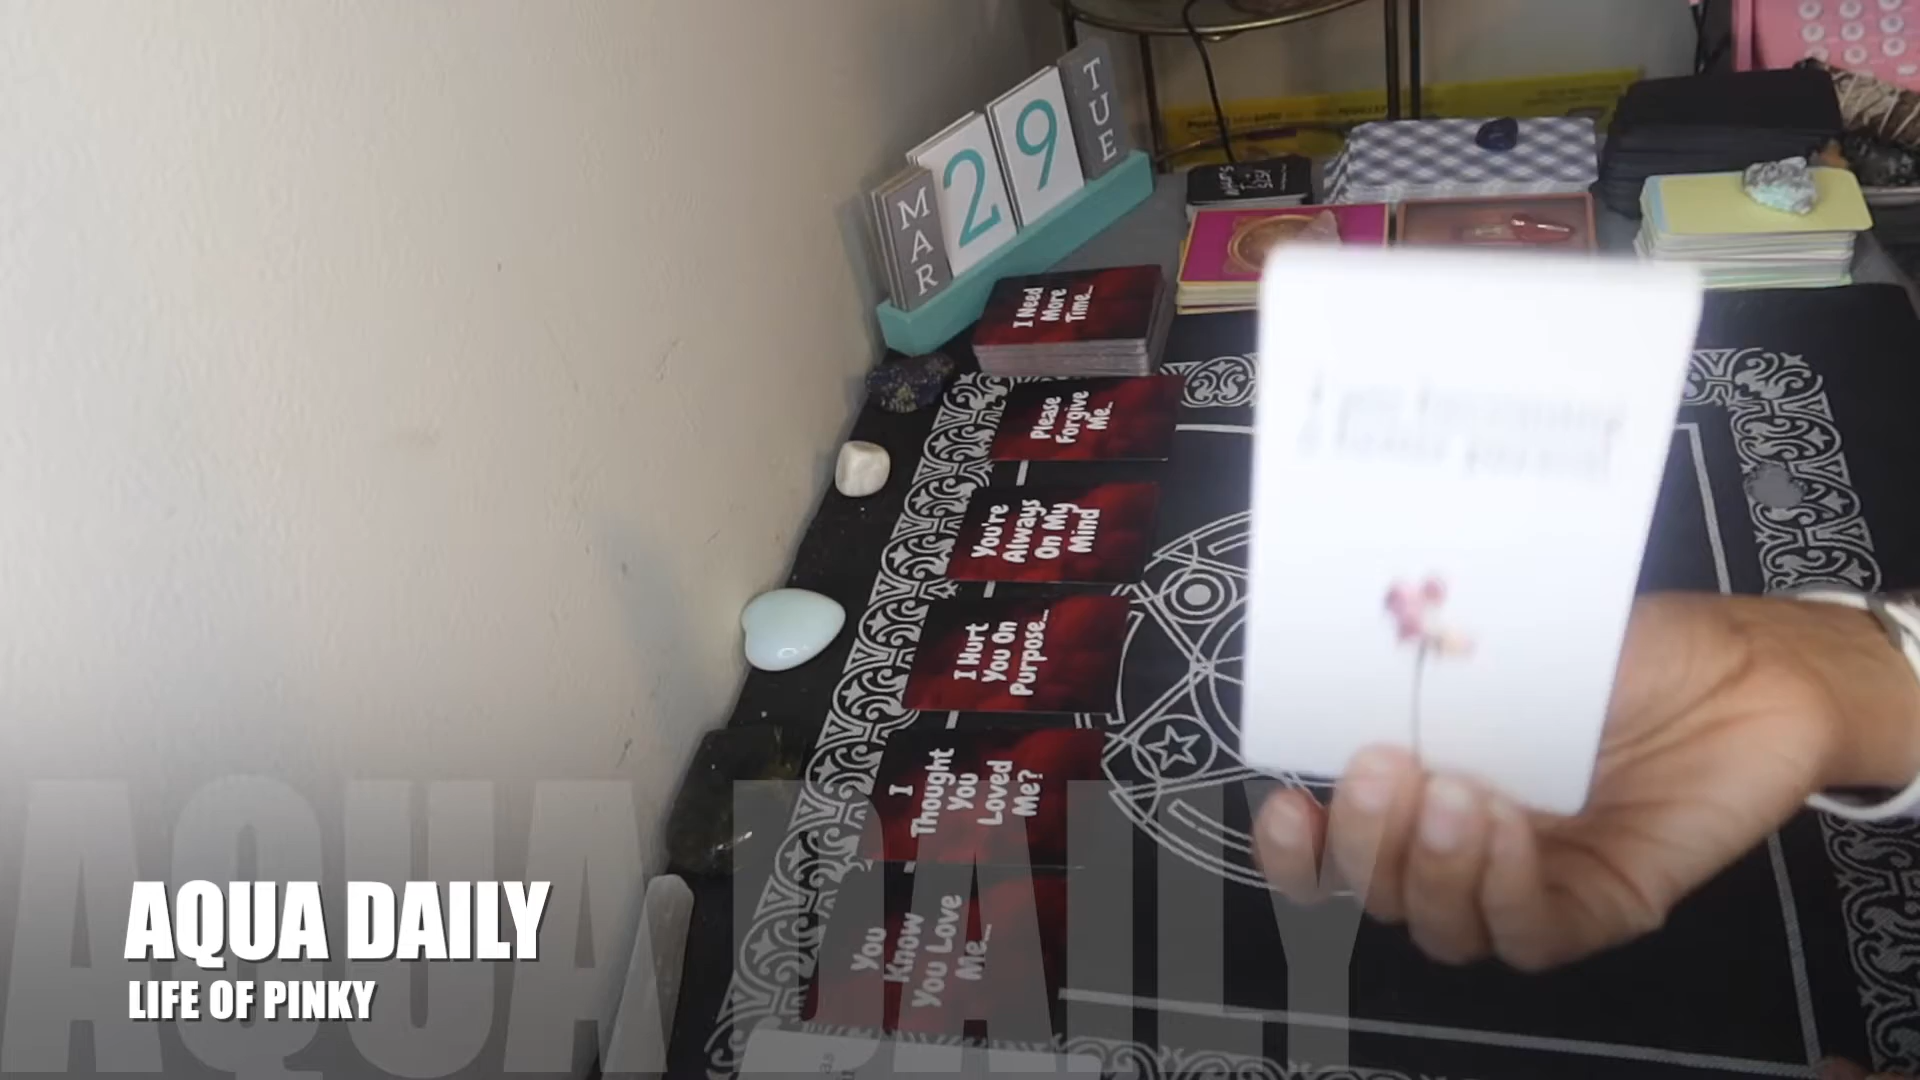 MAR
29
TUE
I Need
More
Time...
Please
Forgive
Me..
You're
Always
On My
Mind
I Hurt
You On
Purpose...
I
Thought
You
Loved
Me?
You
Know
You Love
Me...
AQUA DAILY
AQUA DAILY
LIFE OF PINKY